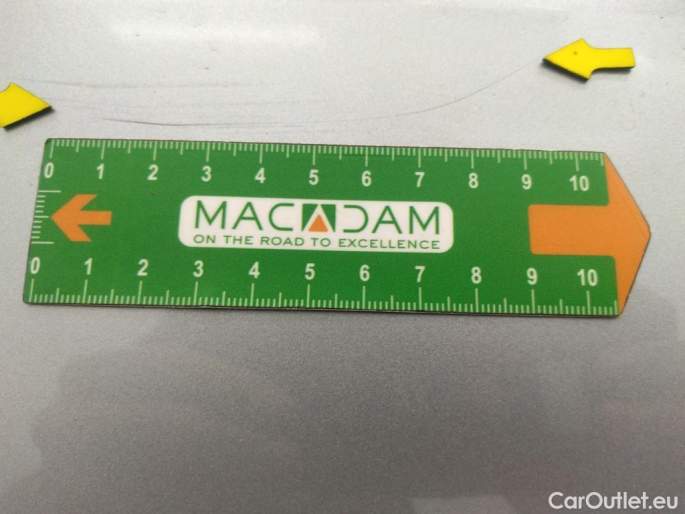 0 1 2 3 4 5 6 7 8 9 10
MACADAM
ON THE ROAD TO EXCELLENCE
0 1 2 3 4 5 6 7 8 9 10
CarOutlet.eu